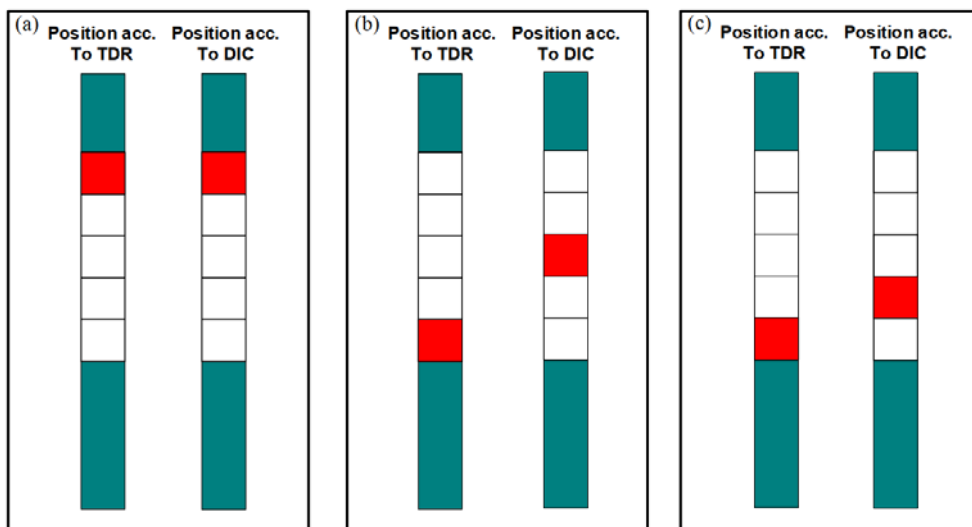 (a)
Position acc. Position acc.
To TDR To DIC
(b)
Position acc. Position acc.
To TDR To DIC
(c)
Position acc. Position acc.
To TDR To DIC